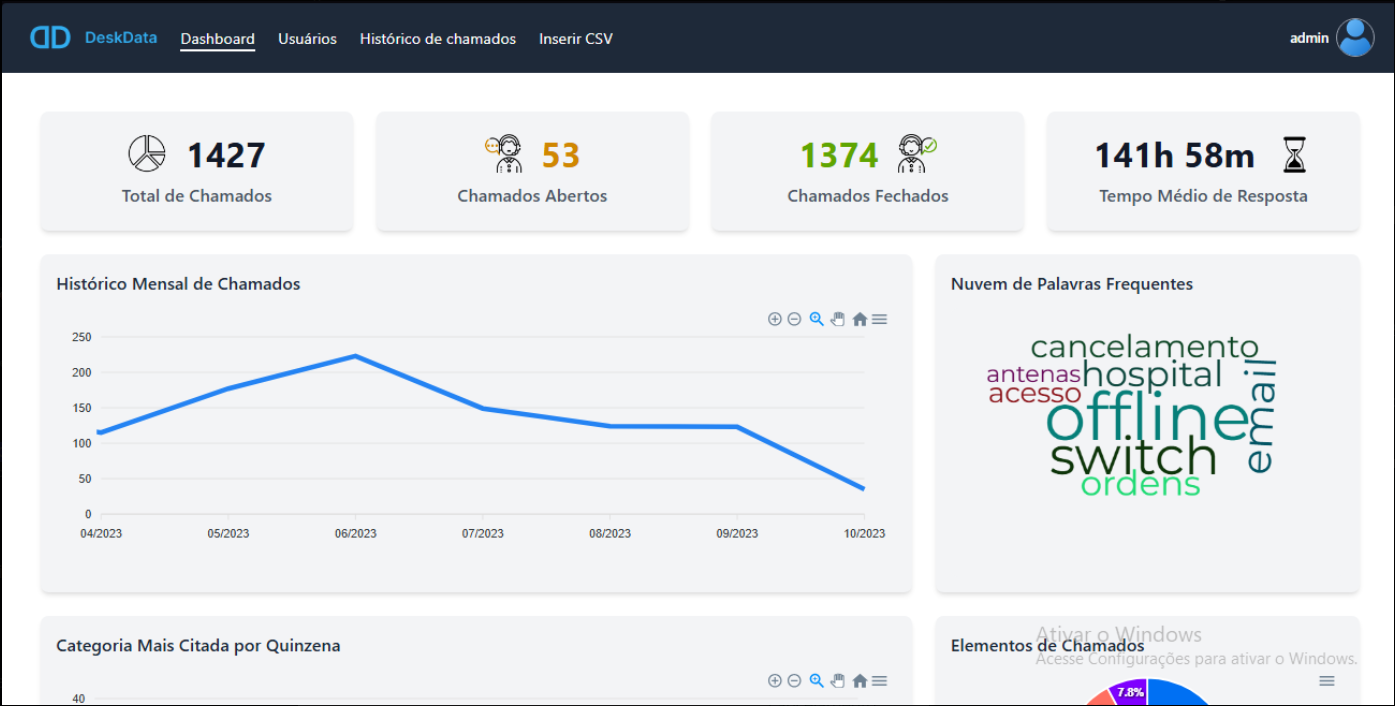 DeskData
Dashboard
Usuários
Histórico de chamados
Inserir CSV
admin
1427
Total de Chamados
53
Chamados Abertos
1374
Chamados Fechados
141h 58m
Tempo Médio de Resposta
Histórico Mensal de Chamados
250
200
150
100
50
0
04/2023
05/2023
06/2023
07/2023
08/2023
09/2023
10/2023
Nuvem de Palavras Frequentes
cancelamento
antenas
hospital
acesso
offline
email
switch
ordens
Categoria Mais Citada por Quinzena
40
Elementos de Chamados
7.8%
Ativar o Windows
Acesse Configurações para ativar o Windows.